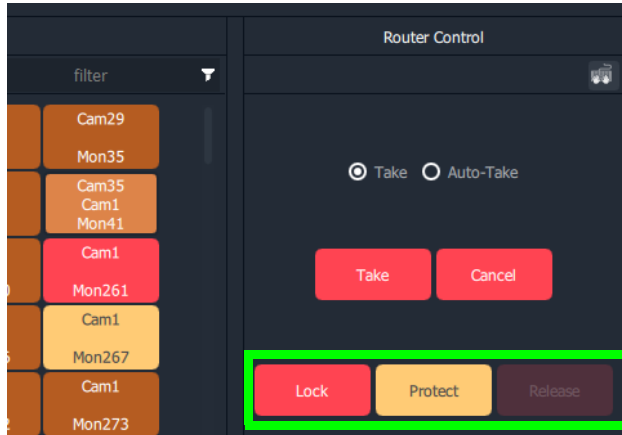 Router Control
filter
Cam29
Mon35
Take Auto-Take
Cam35
Cam1
Mon41
Cam1
Mon261
Take Cancel
Cam1
Mon267
Lock Protect Release
Cam1
Mon273